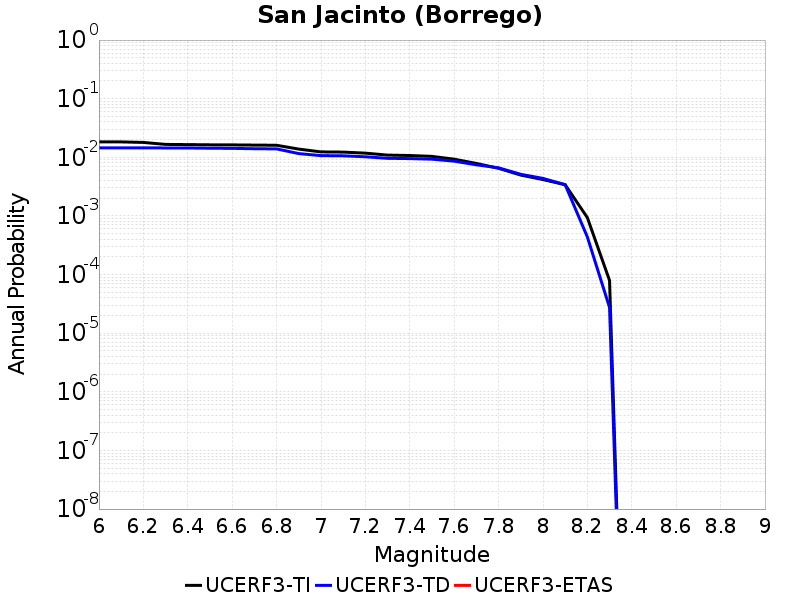 San Jacinto (Borrego)
10^0
10^-1
10^-2
10^-3
10^-4
10^-5
10^-6
10^-7
10^-8
Annual Probability
6 6.2 6.4 6.6 6.8 7 7.2 7.4 7.6 7.8 8 8.2 8.4 8.6 8.8 9
Magnitude
UCERF3-TI UCERF3-TD UCERF3-ETAS